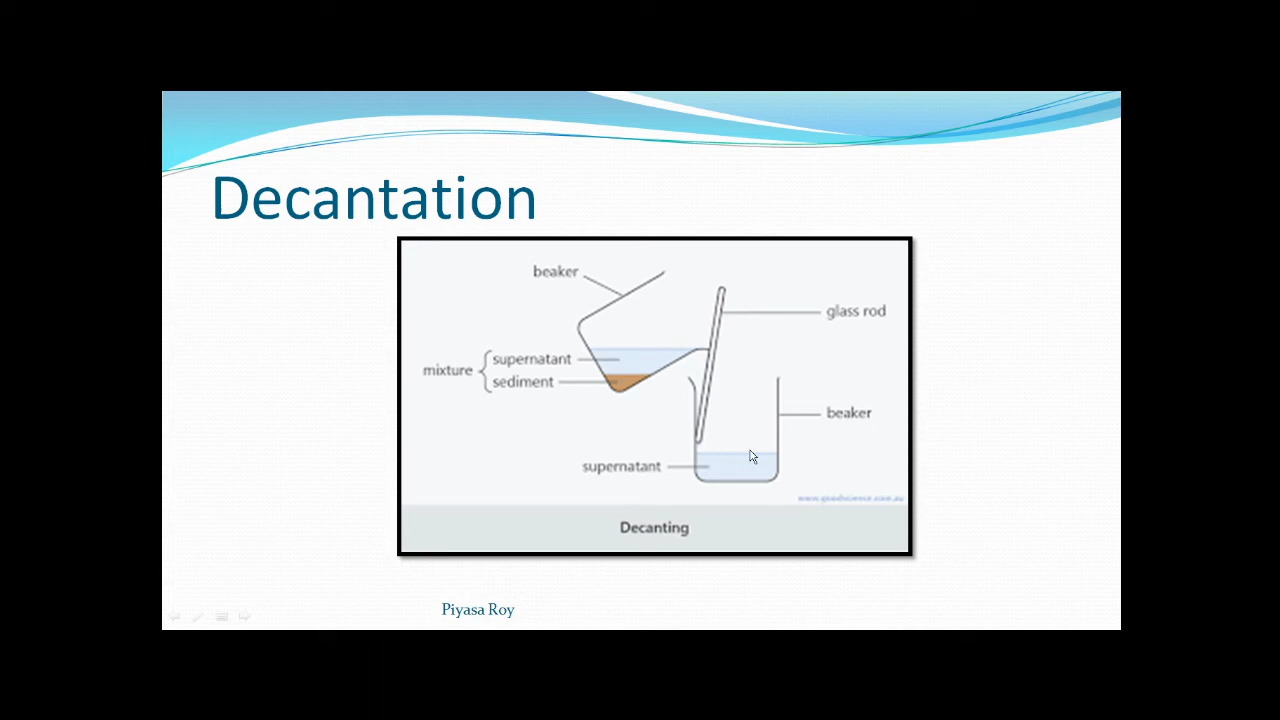 Decantation
beaker
glass rod
supernatant
mixture
sediment
beaker
supernatant
www.goodscience.com.au
Decanting
Piyasa Roy